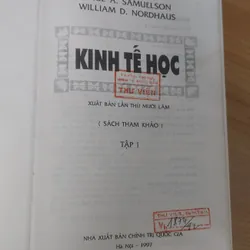 A. SAMUELSON
WILLIAM D. NORDHAUS
KINH TẾ HỌC
THƯ VIỆN
XUẤT BẢN LẦN THỨ MƯỜI LĂM
( SÁCH THAM KHẢO )
TẬP I
NHÀ XUẤT BẢN CHÍNH TRỊ QUỐC GIA
Hà Nội - 1997